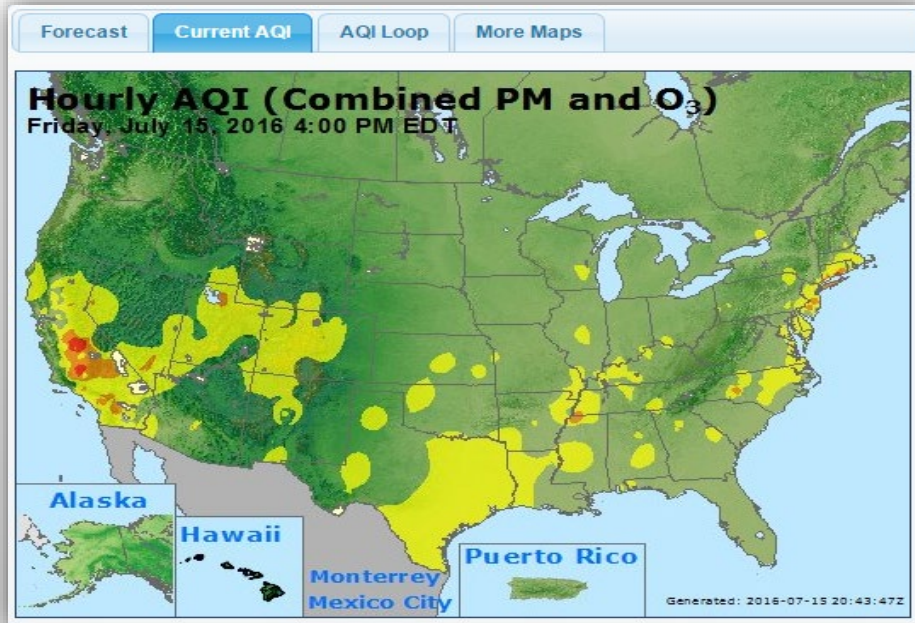 Forecast Current AQI AQI Loop More Maps
Hourly AQI (Combined PM and O₃)
Friday, July 15, 2016 4:00 PM EDT
Alaska
Hawaii
Monterrey
Mexico City
Puerto Rico
Generated: 2016-07-15 20:43:47Z